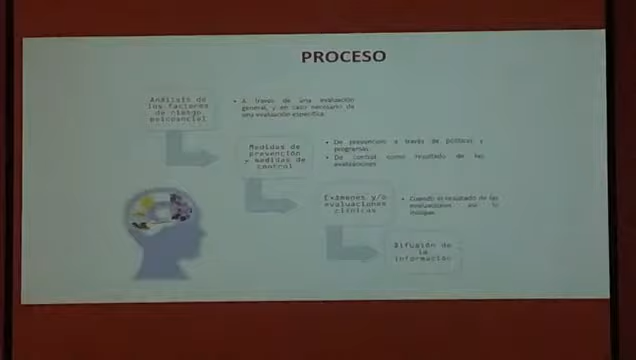 PROCESO
Análisis de
los factores
de riesgo
psicosocial
• A través de una evaluación
general, y en caso necesario de
una evaluación específica.
Medidas de
prevención
y medidas de
control
• De prevención a través de políticas y
programas.
• De control como resultado de las
evaluaciones
Exámenes y/o
evaluaciones
clínicas
• Cuando el resultado de las
evaluaciones así lo
Difusión de
la
información